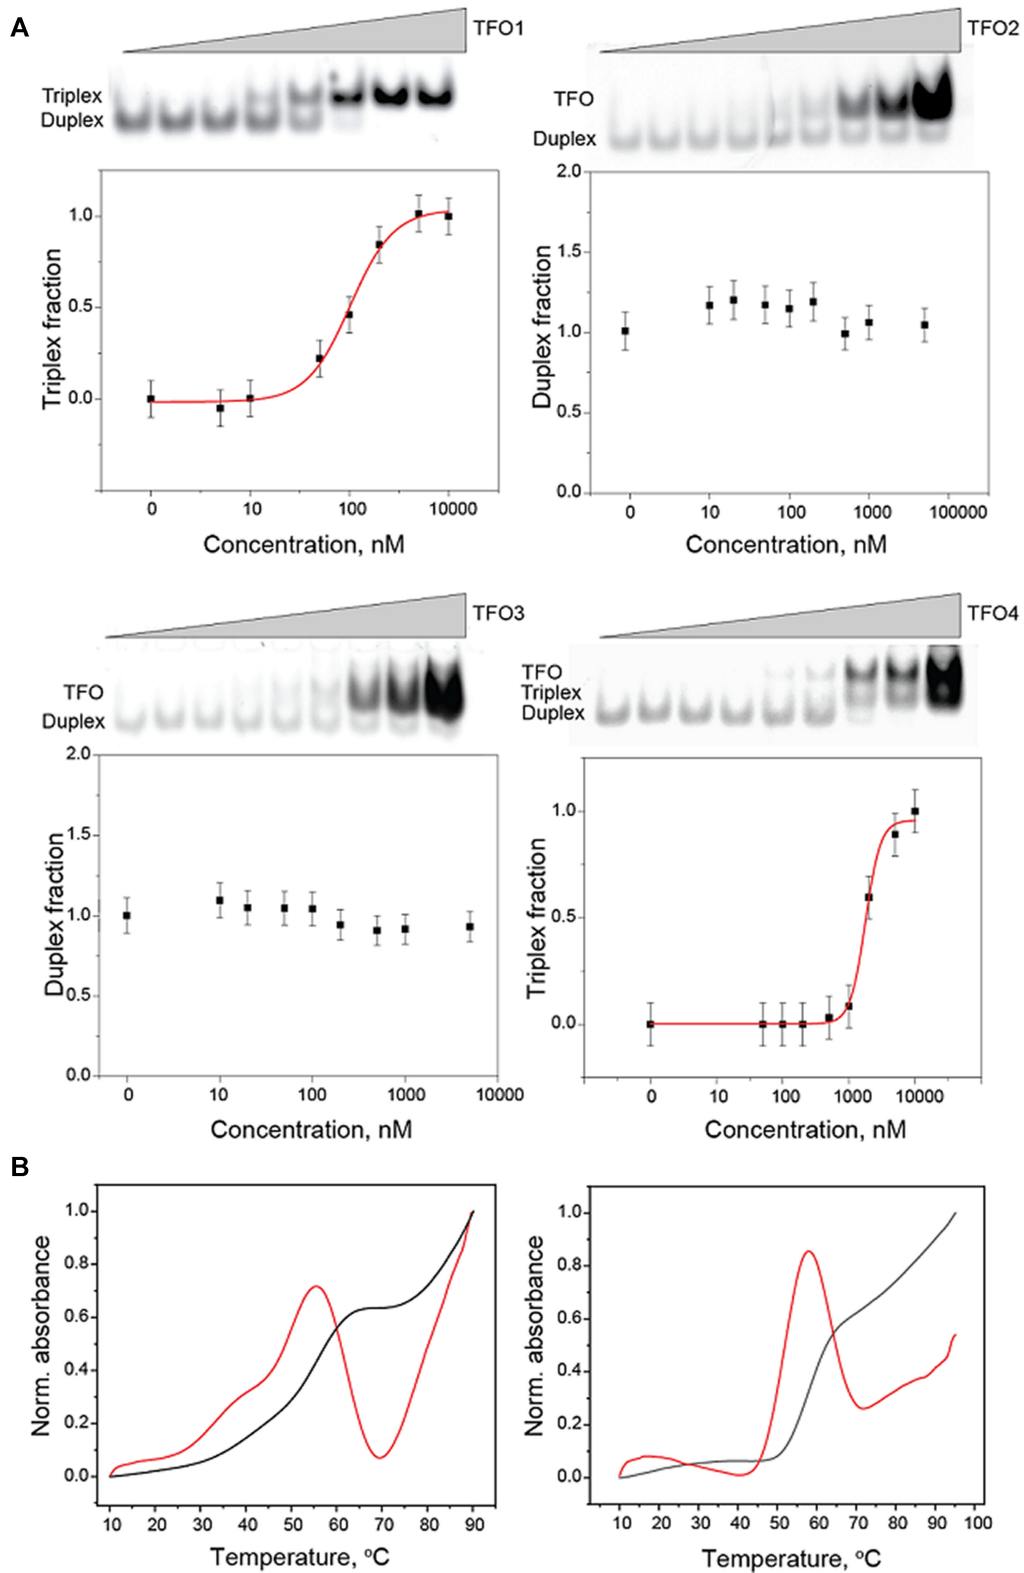 A
TFO1
Triplex
Duplex
1.0
0.5
0.0
Triplex fraction
0 10 100 10000
Concentration, nM
TFO2
TFO
Duplex
2.0
1.5
1.0
0.5
0.0
Duplex fraction
0 10 100 1000 100000
Concentration, nM
TFO3
TFO
Duplex
2.0
1.5
1.0
0.5
0.0
Duplex fraction
0 10 100 1000 10000
Concentration, nM
TFO4
TFO
Triplex
Duplex
1.0
0.5
0.0
Triplex fraction
0 10 100 1000 10000
Concentration, nM
B
1.0
0.8
0.6
0.4
0.2
0.0
Norm. absorbance
10 20 30 40 50 60 70 80 90
Temperature, °C
1.0
0.8
0.6
0.4
0.2
0.0
Norm. absorbance
10 20 30 40 50 60 70 80 90 100
Temperature, °C